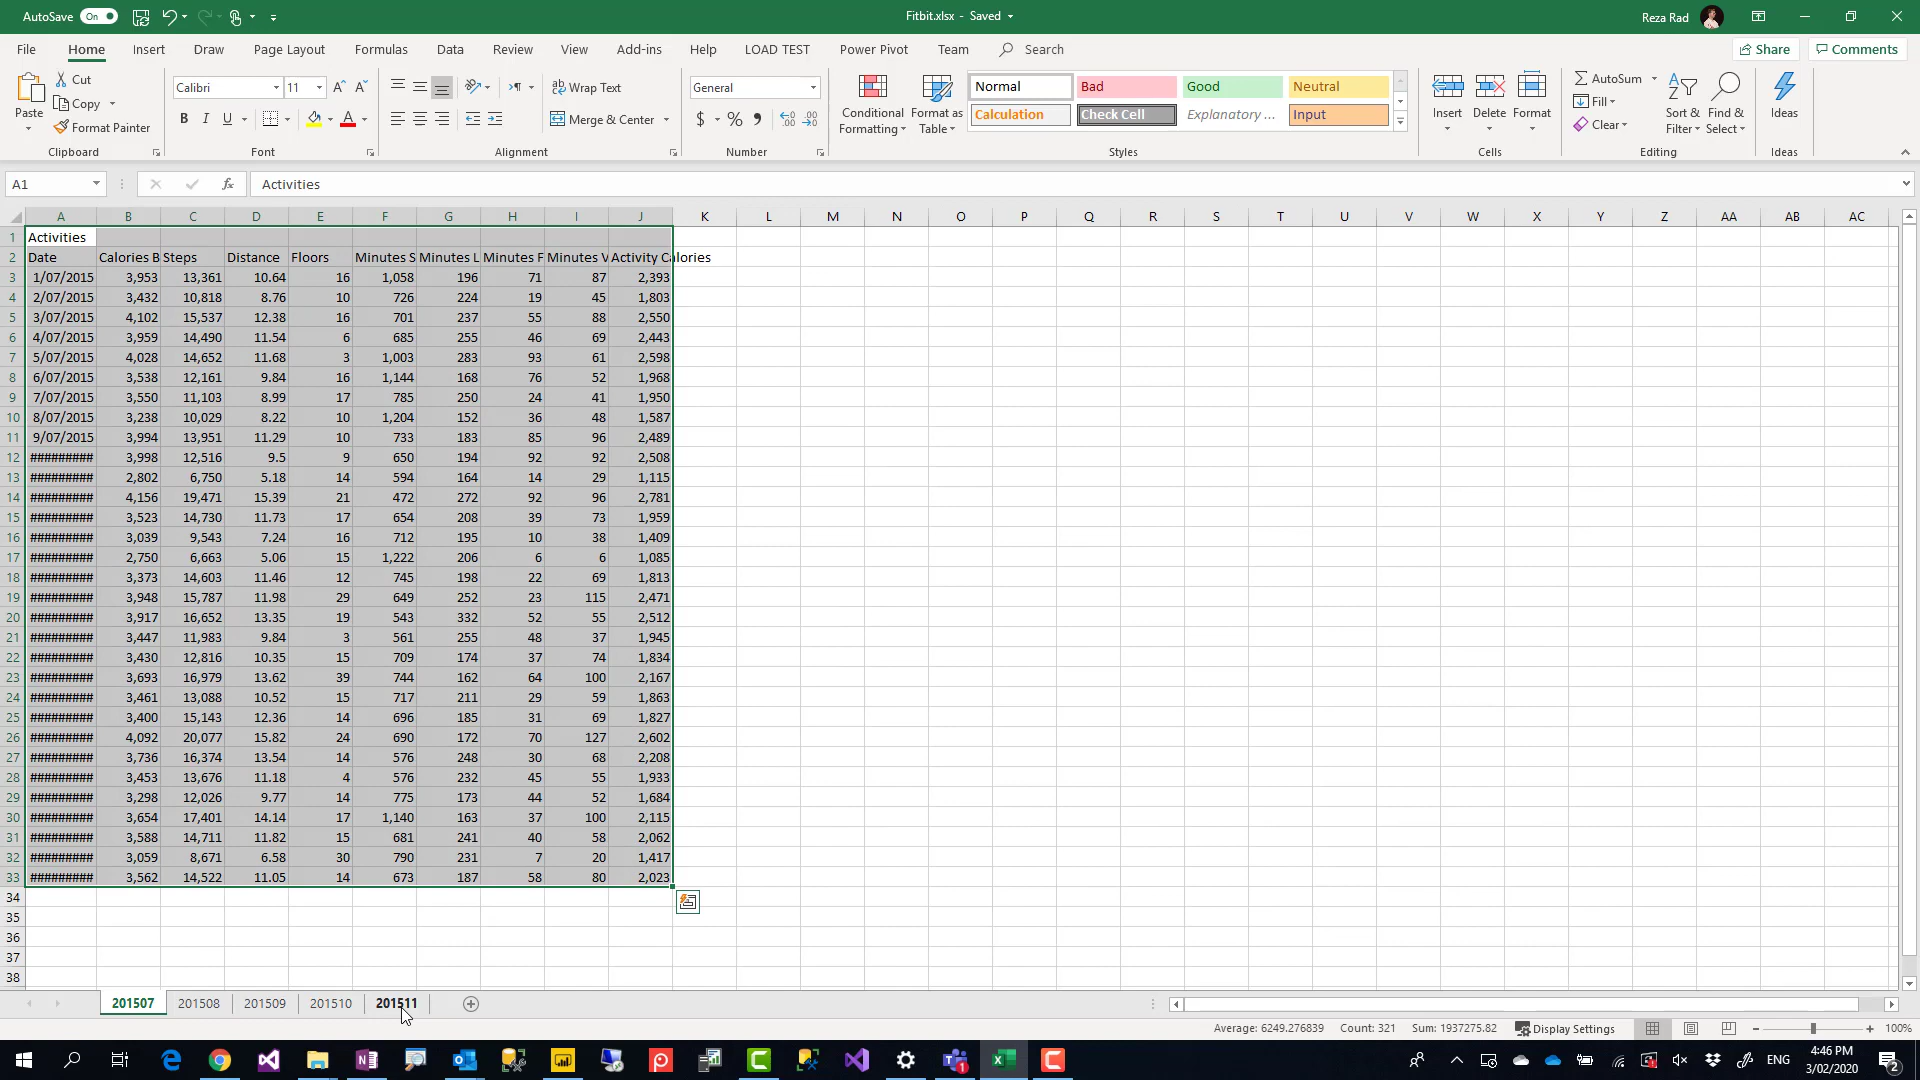 AutoSave On Fitbit.xlsx - Saved Reza Rad
File Home Insert Draw Page Layout Formulas Data Review View Add-ins Help LOAD TEST Power Pivot Team Search Share Comments
Paste Cut Calibri 11 Wrap Text General Conditional Formatting Format as Table Normal Bad Good Neutral Insert Delete Format AutoSum Sort & Filter Find & Select Ideas
Copy Fill
Format Painter B I U Merge & Center $ % Calculation Check Cell Explanatory ... Input Clear
Clipboard Font Alignment Number Styles Cells Editing Ideas
A1 fx Activities
A B C D E F G H I J K L M N O P Q R S T U V W X Y Z AA AB AC
1 Activities
2 Date Calories B Steps Distance Floors Minutes S Minutes L Minutes F Minutes V Activity Calories
3 1/07/2015 3,953 13,361 10.64 16 1,058 196 71 87 2,393
4 2/07/2015 3,432 10,818 8.76 10 726 224 19 45 1,803
5 3/07/2015 4,102 15,537 12.38 16 701 237 55 88 2,550
6 4/07/2015 3,959 14,490 11.54 6 685 255 46 69 2,443
7 5/07/2015 4,028 14,652 11.68 3 1,003 283 93 61 2,598
8 6/07/2015 3,538 12,161 9.84 16 1,144 168 76 52 1,968
9 7/07/2015 3,550 11,103 8.99 17 785 250 24 41 1,950
10 8/07/2015 3,238 10,029 8.22 10 1,204 152 36 48 1,587
11 9/07/2015 3,994 13,951 11.29 10 733 183 85 96 2,489
12 ######### 3,998 12,516 9.5 9 650 194 92 92 2,508
13 ######### 2,802 6,750 5.18 14 594 164 14 29 1,115
14 ######### 4,156 19,471 15.39 21 472 272 92 96 2,781
15 ######### 3,523 14,730 11.73 17 654 208 39 73 1,959
16 ######### 3,039 9,543 7.24 16 712 195 10 38 1,409
17 ######### 2,750 6,663 5.06 15 1,222 206 6 6 1,085
18 ######### 3,373 14,603 11.46 12 745 198 22 69 1,813
19 ######### 3,948 15,787 11.98 29 649 252 23 115 2,471
20 ######### 3,917 16,652 13.35 19 543 332 52 55 2,512
21 ######### 3,447 11,983 9.84 3 561 255 48 37 1,945
22 ######### 3,430 12,816 10.35 15 709 174 37 74 1,834
23 ######### 3,693 16,979 13.62 39 744 162 64 100 2,167
24 ######### 3,461 13,088 10.52 15 717 211 29 59 1,863
25 ######### 3,400 15,143 12.36 14 696 185 31 69 1,827
26 ######### 4,092 20,077 15.82 24 690 172 70 127 2,602
27 ######### 3,736 16,374 13.54 14 576 248 30 68 2,208
28 ######### 3,453 13,676 11.18 4 576 232 45 55 1,933
29 ######### 3,298 12,026 9.77 14 775 173 44 52 1,684
30 ######### 3,654 17,401 14.14 17 1,140 163 37 100 2,115
31 ######### 3,588 14,711 11.82 15 681 241 40 58 2,062
32 ######### 3,059 8,671 6.58 30 790 231 7 20 1,417
33 ######### 3,562 14,522 11.05 14 673 187 58 80 2,023
34
35
36
37
38
201507 201508 201509 201510 201511
Average: 6249.276839 Count: 321 Sum: 1937275.82 Display Settings 100%
ENG 4:46 PM
3/02/2020 2